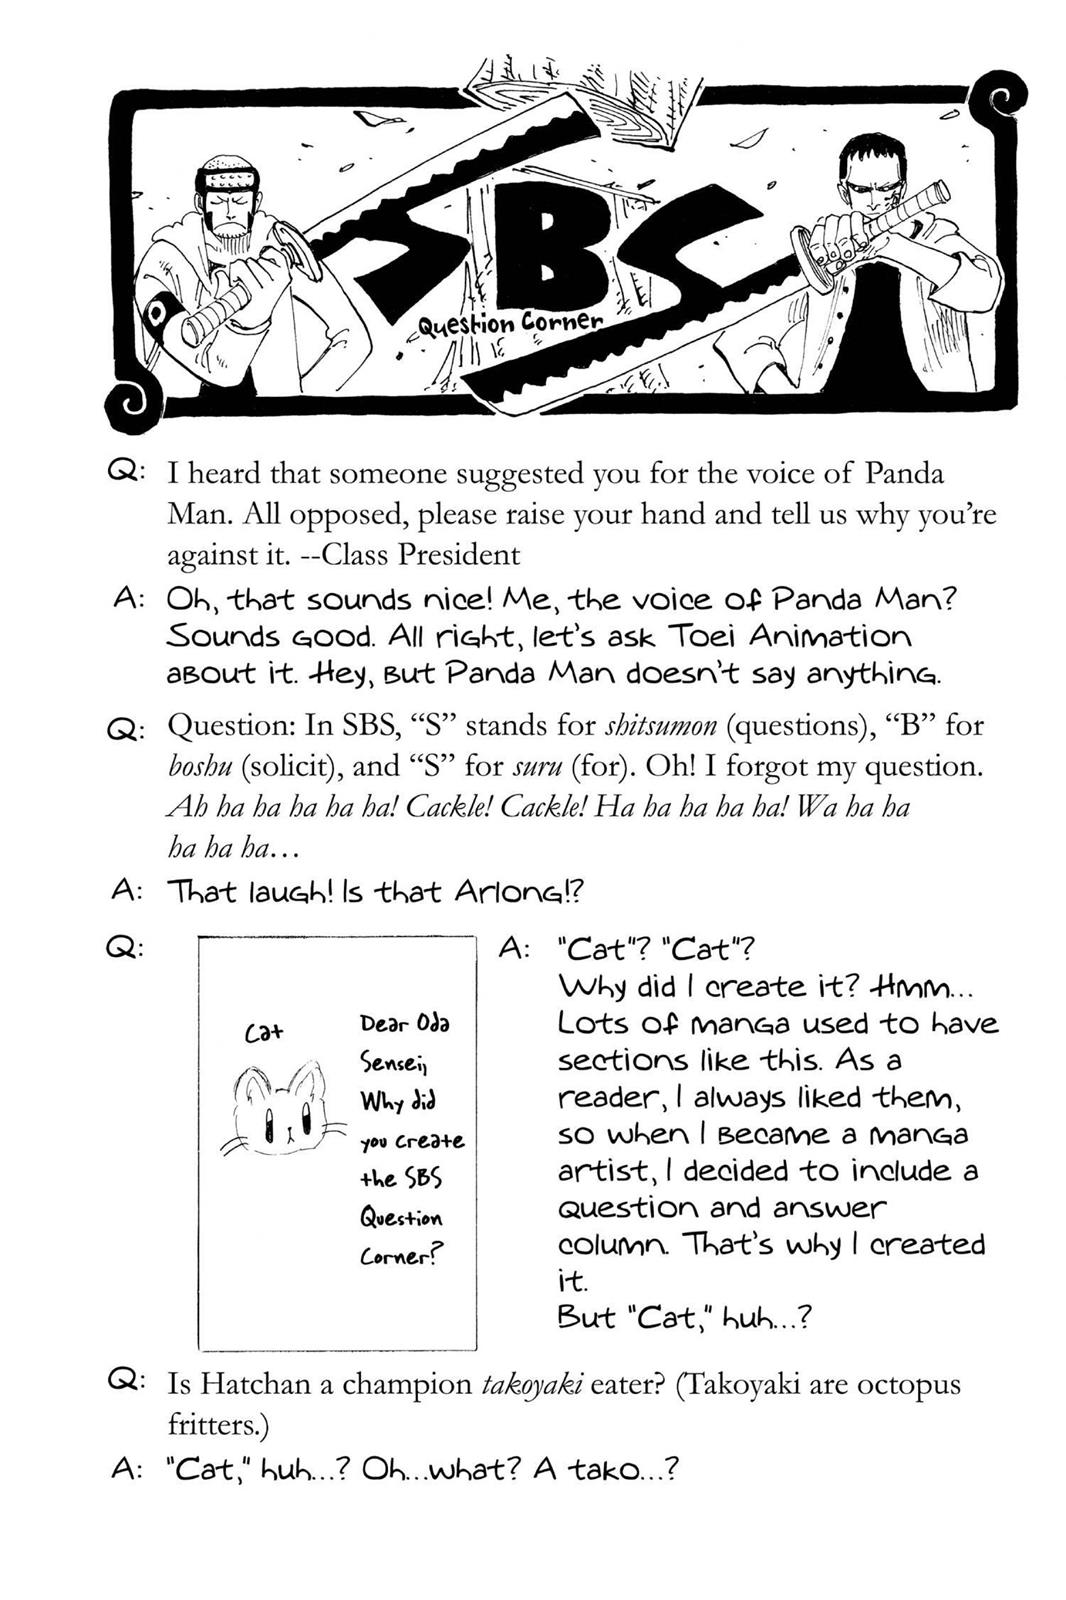 SBS
Question Corner
Q: I heard that someone suggested you for the voice of Panda
Man. All opposed, please raise your hand and tell us why you're
against it. --Class President
A: Oh, that sounds nice! Me, the voice of Panda Man?
Sounds good. All right, let's ask Toei Animation
about it. Hey, but Panda Man doesn't say anything.
Q: Question: In SBS, “S” stands for shitsumon (questions), “B” for
boshu (solicit), and “S” for suru (for). Oh! I forgot my question.
Ah ha ha ha ha ha! Cackle! Cackle! Ha ha ha ha ha! Wa ha ha
ha ha ha…
A: That laugh! Is that Arlong!?
Q:
Cat
Dear Oda
Sensei,
Why did
you create
the SBS
Question
Corner?
A: "Cat"? "Cat"?
Why did I create it? Hmm...
Lots of manga used to have
sections like this. As a
reader, I always liked them,
so when I became a manga
artist, I decided to include a
question and answer
column. That's why I created
it.
But "Cat," huh...?
Q: Is Hatchan a champion takoyaki eater? (Takoyaki are octopus
fritters.)
A: "Cat," huh...? Oh...what? A tako...?